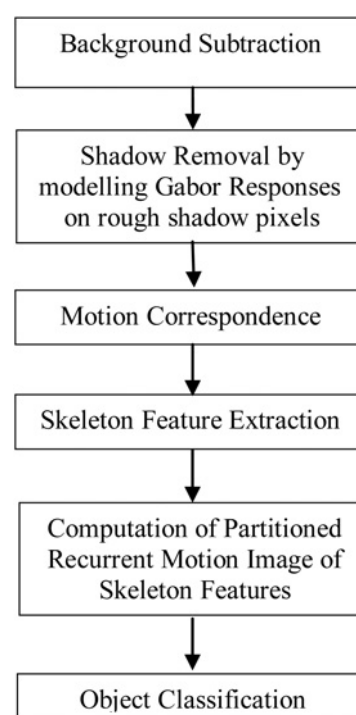 Background Subtraction
Shadow Removal by
modelling Gabor Responses
on rough shadow pixels
Motion Correspondence
Skeleton Feature Extraction
Computation of Partitioned
Recurrent Motion Image of
Skeleton Features
Object Classification